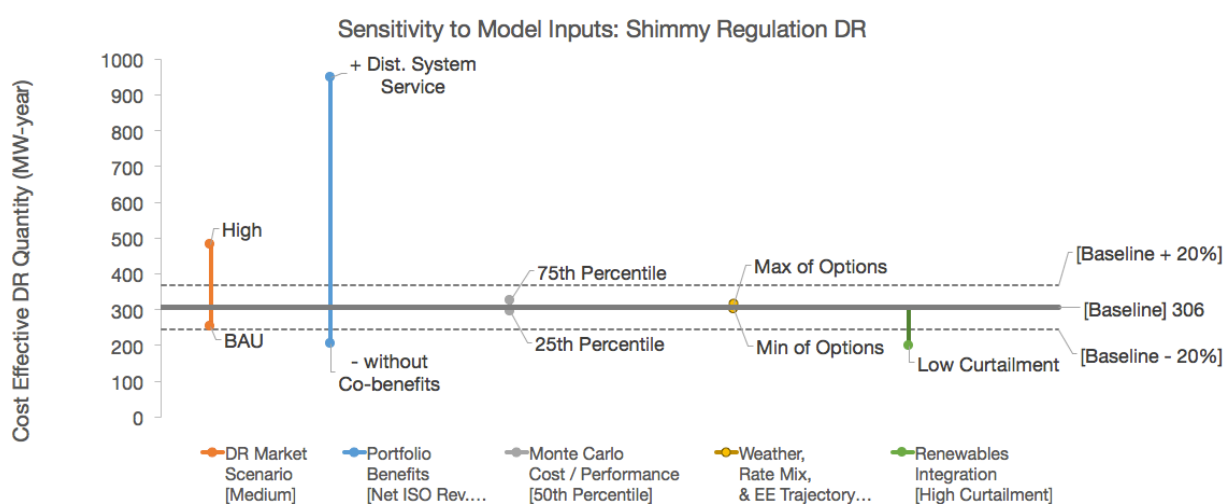 Sensitivity to Model Inputs: Shimmy Regulation DR
Cost Effective DR Quantity (MW-year)
1000
900
800
700
600
500
400
300
200
100
0
+ Dist. System
Service
High
BAU
- without
Co-benefits
75th Percentile
25th Percentile
Max of Options
Min of Options
Low Curtailment
[Baseline + 20%]
[Baseline] 306
[Baseline - 20%]
DR Market
Scenario
[Medium]
Portfolio
Benefits
[Net ISO Rev....
Monte Carlo
Cost / Performance
[50th Percentile]
Weather,
Rate Mix,
& EE Trajectory...
Renewables
Integration
[High Curtailment]